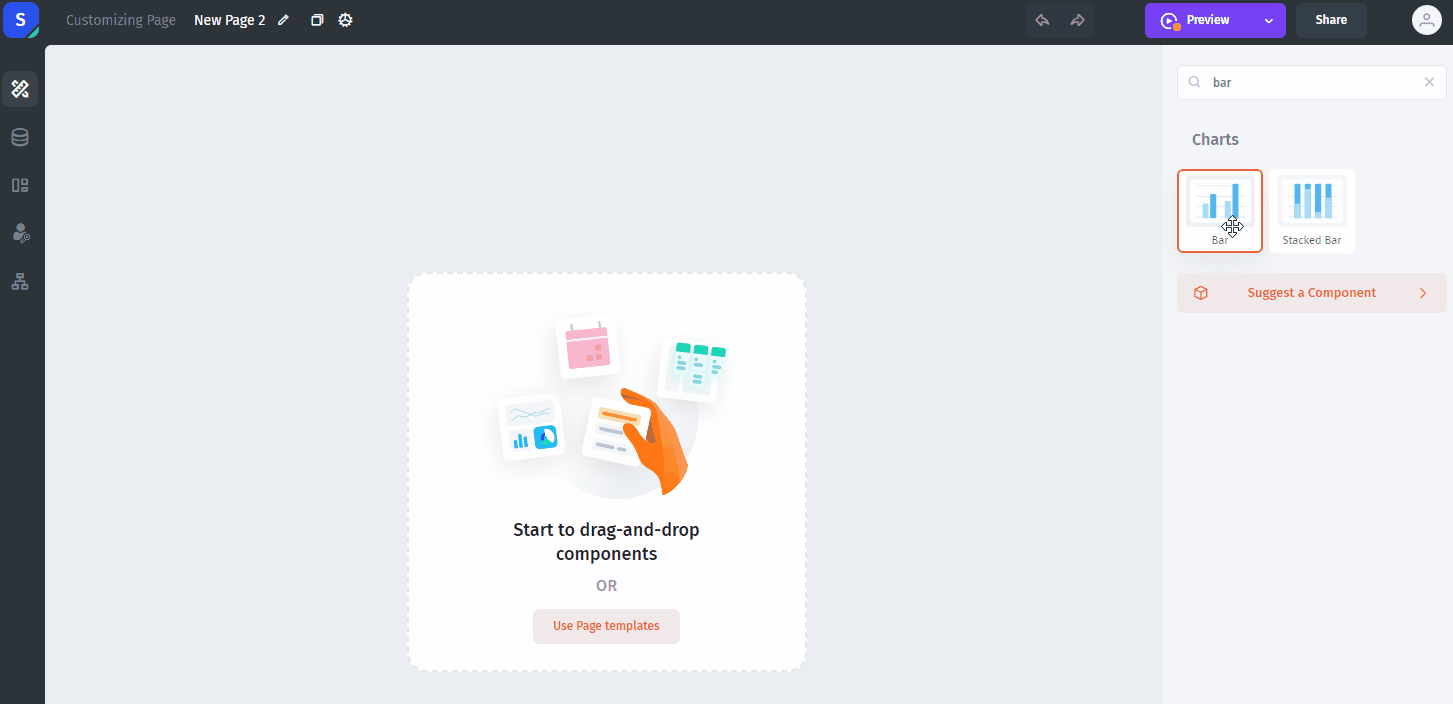 S
Customizing Page
New Page 2
Preview
Share
bar
Charts
Bar
Stacked Bar
Suggest a Component
Start to drag-and-drop
components
OR
Use Page templates